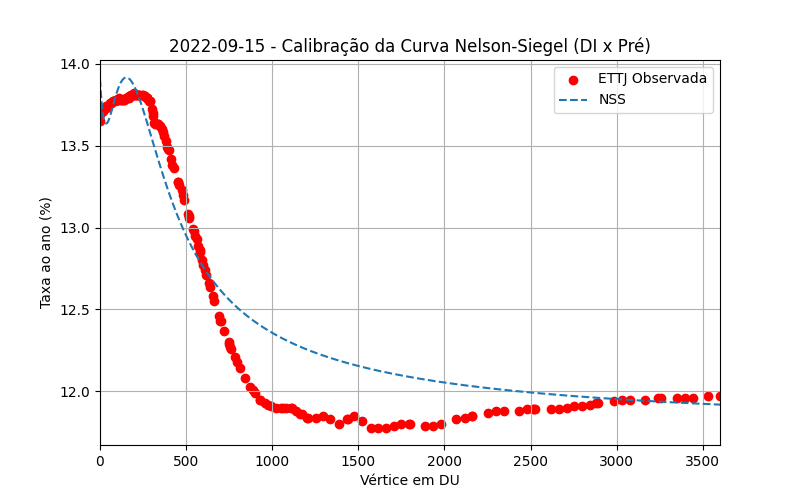 2022-09-15 - Calibração da Curva Nelson-Siegel (DI x Pré)
ETTJ Observada
NSS
Taxa ao ano (%)
14.0
13.5
13.0
12.5
12.0
0 500 1000 1500 2000 2500 3000 3500
Vértice em DU